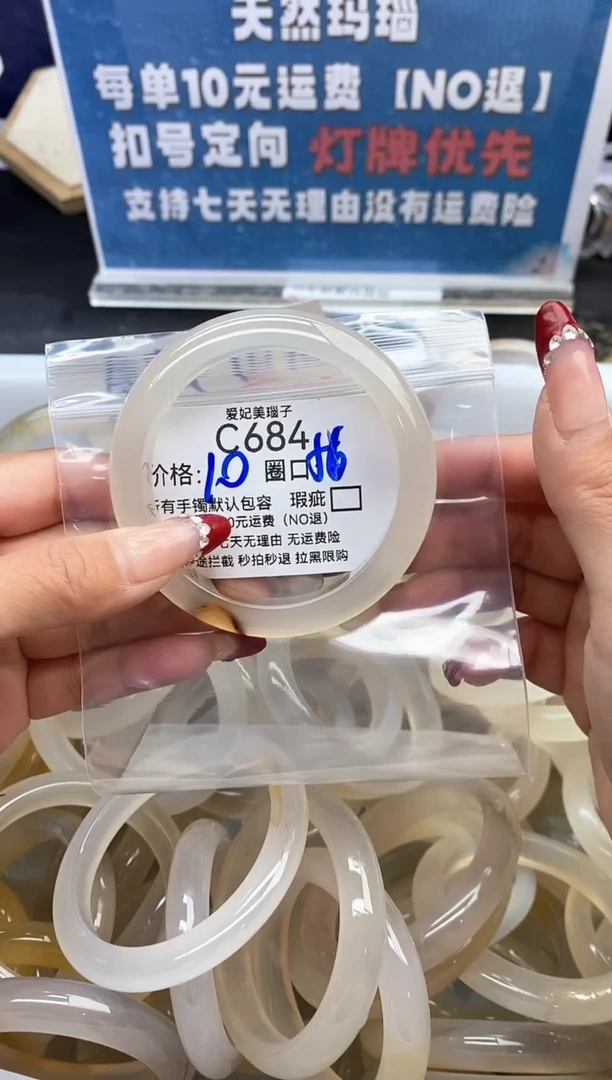 天然玛瑙
每单10元运费【NO退】
扣号定向 灯牌优先
支持七天无理由没有运费险
爱妃美瑙子
C684
价格:10 圈口
所有手镯默认包容 瑕疵
0元运费(NO退)
七天无理由 无运费险
途拦截 秒拍秒退 拉黑限购